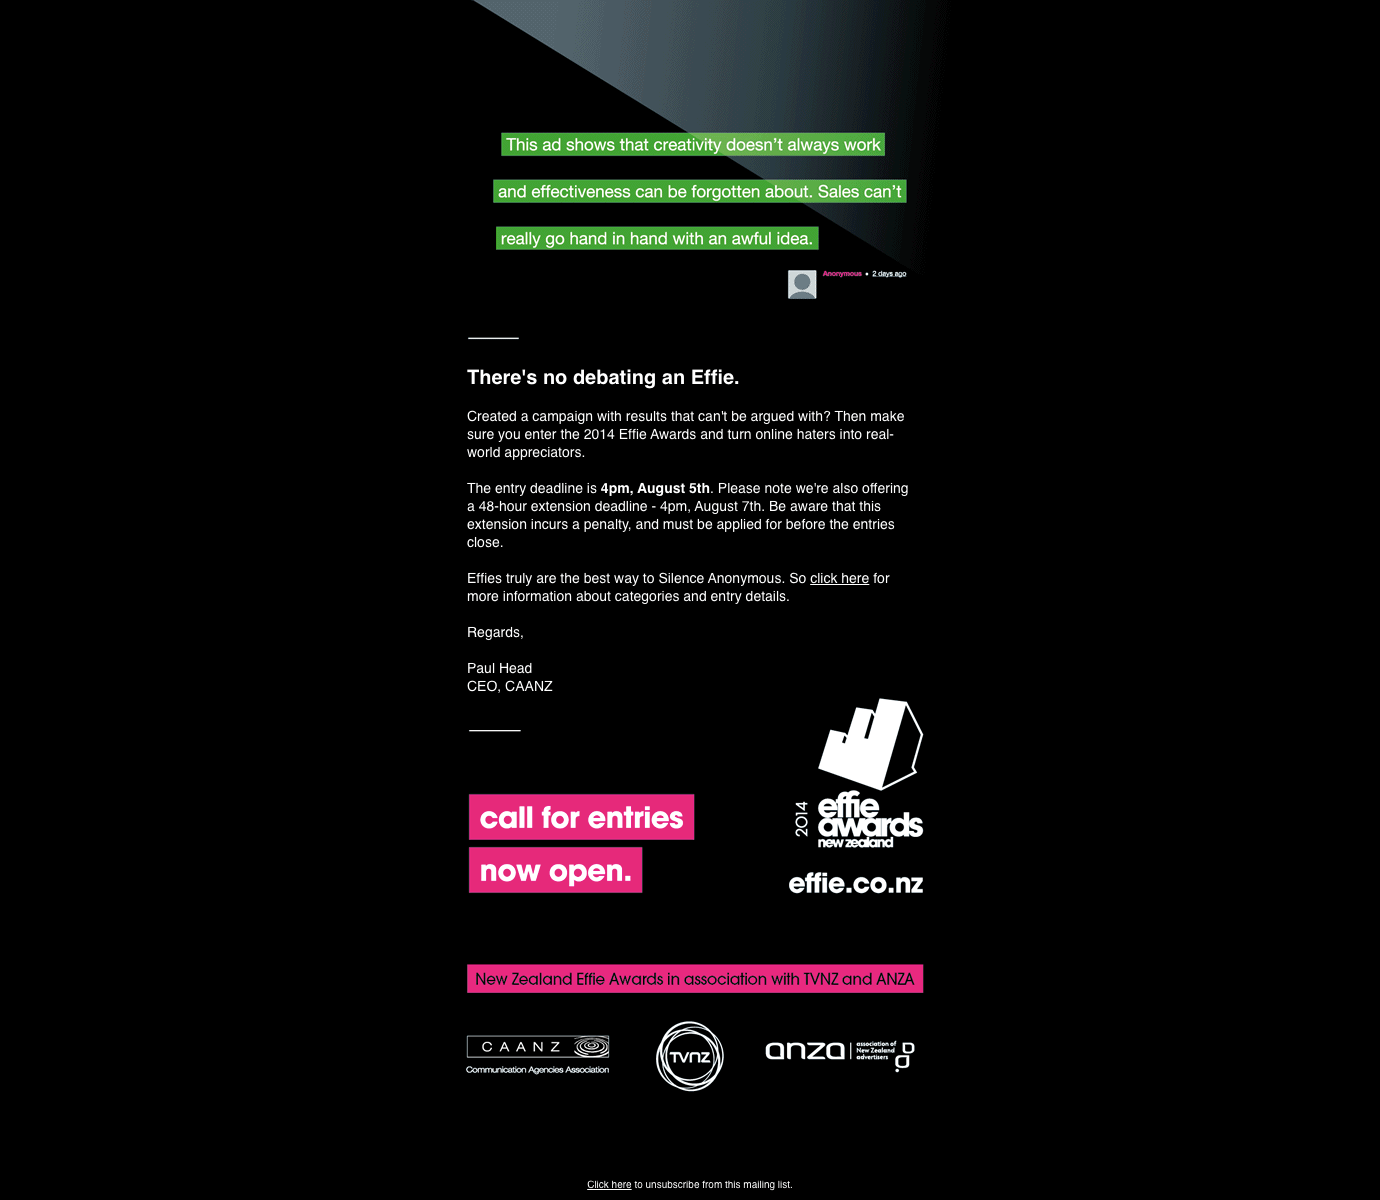 This ad shows that creativity doesn't always work
and effectiveness can be forgotten about. Sales can't
really go hand in hand with an awful idea.
Anonymous • 2 days ago
There's no debating an Effie.
Created a campaign with results that can't be argued with? Then make
sure you enter the 2014 Effie Awards and turn online haters into real-
world appreciators.
The entry deadline is 4pm, August 5th. Please note we're also offering
a 48-hour extension deadline - 4pm, August 7th. Be aware that this
extension incurs a penalty, and must be applied for before the entries
close.
Effies truly are the best way to Silence Anonymous. So click here for
more information about categories and entry details.
Regards,
Paul Head
CEO, CAANZ
call for entries
now open.
2014
effie
awards
new zealand
effie.co.nz
New Zealand Effie Awards in association with TVNZ and ANZA
CAANZ
Communication Agencies Association
TVNZ
anza
association of
New Zealand
advertisers
Click here to unsubscribe from this mailing list.